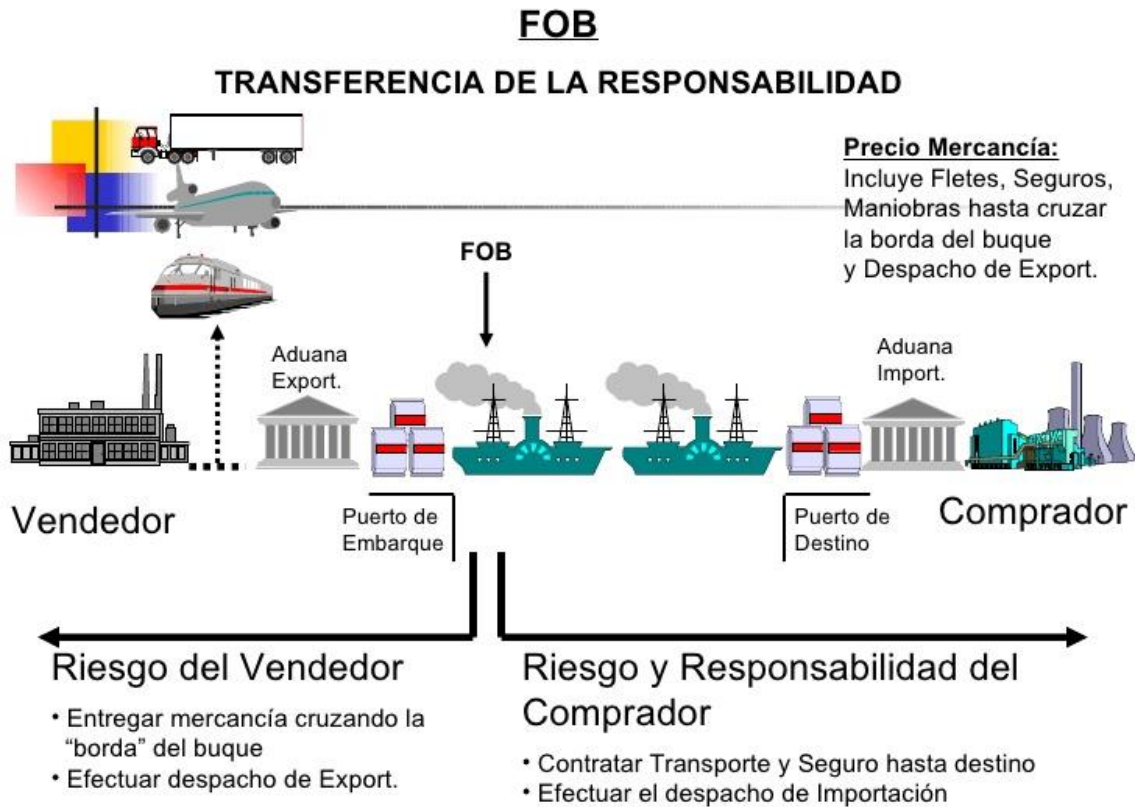 FOB
TRANSFERENCIA DE LA RESPONSABILIDAD
Precio Mercancía:
Incluye Fletes, Seguros,
Maniobras hasta cruzar
la borda del buque
y Despacho de Export.
FOB
Aduana
Export.
Aduana
Import.
Vendedor
Puerto de
Embarque
Puerto de
Destino
Comprador
Riesgo del Vendedor
• Entregar mercancía cruzando la
“borda” del buque
• Efectuar despacho de Export.
Riesgo y Responsabilidad del
Comprador
• Contratar Transporte y Seguro hasta destino
• Efectuar el despacho de Importación